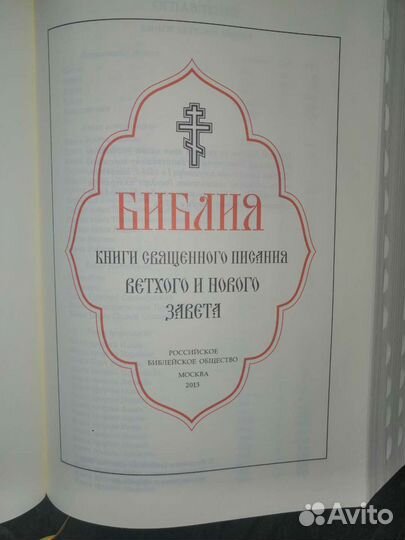 БИБЛИЯ
КНИГИ СВЯЩЕННОГО ПИСАНИЯ
ВЕТХОГО И НОВОГО
ЗАВЕТА
РОССИЙСКОЕ
БИБЛЕЙСКОЕ ОБЩЕСТВО
МОСКВА
2013
Avito